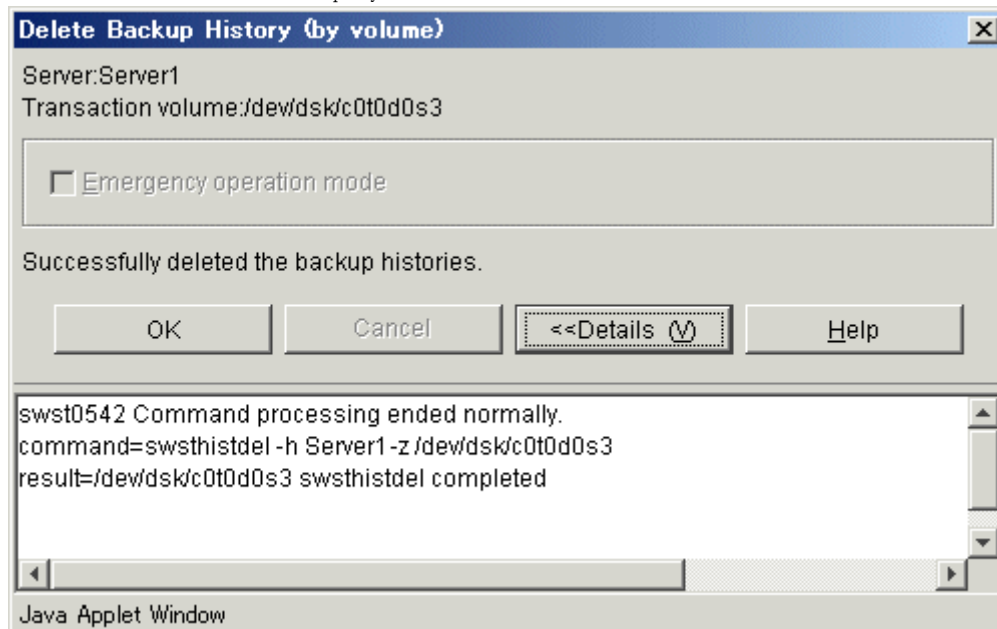 Delete Backup History (by volume)
Server:Server1
Transaction volume:/dev/dsk/c0t0d0s3
Emergency operation mode
Successfully deleted the backup histories.
OK Cancel <<Details (V) Help
swst0542 Command processing ended normally.
command=swsthistdel -h Server1 -z /dev/dsk/c0t0d0s3
result=/dev/dsk/c0t0d0s3 swsthistdel completed
Java Applet Window